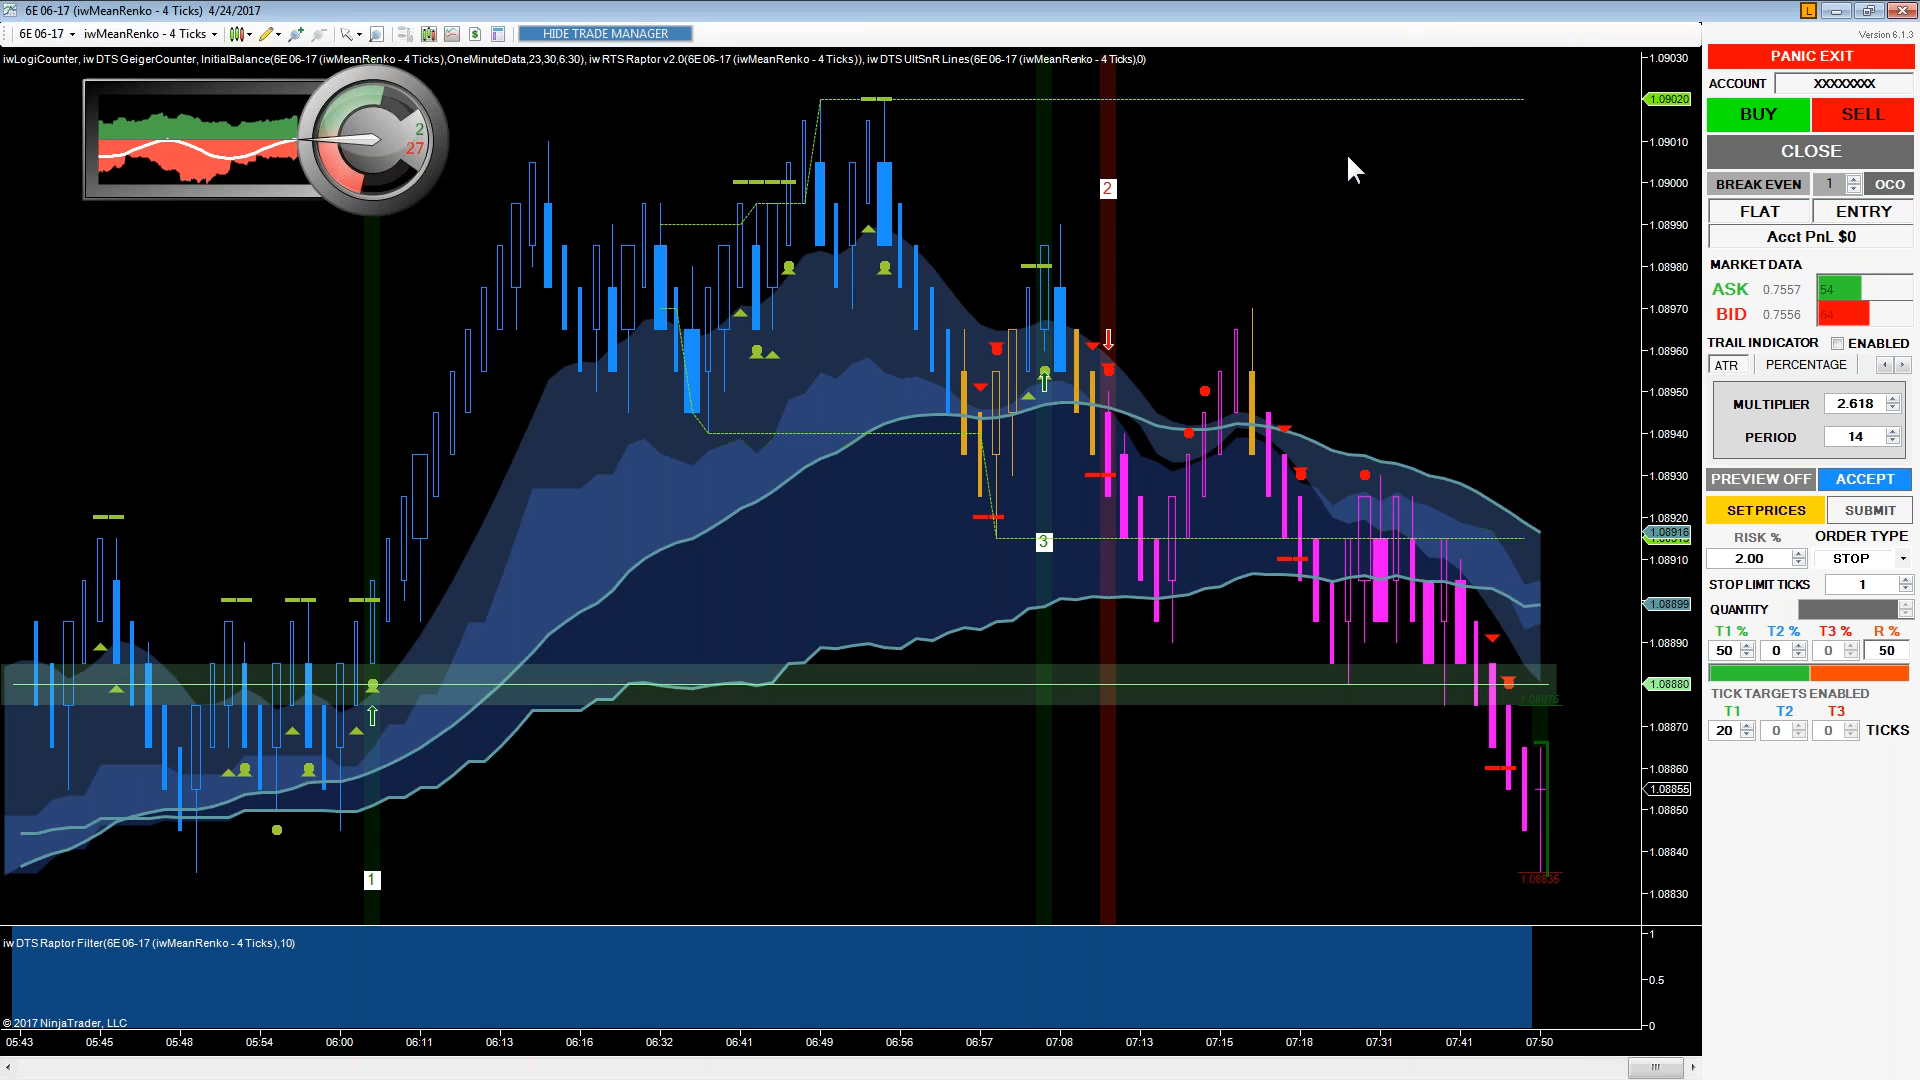 6E 06-17 (iwMeanRenko - 4 Ticks) 4/24/2017
L
6E 06-17 iwMeanRenko - 4 Ticks
HIDE TRADE MANAGER
Version 6.1.3
iwLogiCounter, iw DTS GeigerCounter, InitialBalance(6E 06-17 (iwMeanRenko - 4 Ticks),OneMinuteData,23,30,6:30), iw RTS Raptor v2.0(6E 06-17 (iwMeanRenko - 4 Ticks)), iw DTS UltSnR Lines(6E 06-17 (iwMeanRenko - 4 Ticks),0)
2
27
2
3
1
1.08875
1.08835
1.09030
1.09020
1.09010
1.09000
1.08990
1.08980
1.08970
1.08960
1.08950
1.08940
1.08930
1.08920
1.08916
1.08910
1.08899
1.08890
1.08880
1.08870
1.08860
1.08855
1.08850
1.08840
1.08830
iw DTS Raptor Filter(6E 06-17 (iwMeanRenko - 4 Ticks),10)
1
0.5
0
© 2017 NinjaTrader, LLC
05:43 05:45 05:48 05:54 06:00 06:11 06:13 06:16 06:32 06:41 06:49 06:56 06:57 07:08 07:13 07:15 07:18 07:31 07:41 07:50
PANIC EXIT
ACCOUNT XXXXXXXX
BUY SELL
CLOSE
BREAK EVEN 1 OCO
FLAT ENTRY
Acct PnL $0
MARKET DATA
ASK 0.7557 54
BID 0.7556 64
TRAIL INDICATOR ENABLED
ATR PERCENTAGE
MULTIPLIER 2.618
PERIOD 14
PREVIEW OFF ACCEPT
SET PRICES SUBMIT
RISK % ORDER TYPE
2.00 STOP
STOP LIMIT TICKS 1
QUANTITY
T1 % T2 % T3 % R %
50 0 0 50
TICK TARGETS ENABLED
T1 T2 T3
20 0 0 TICKS